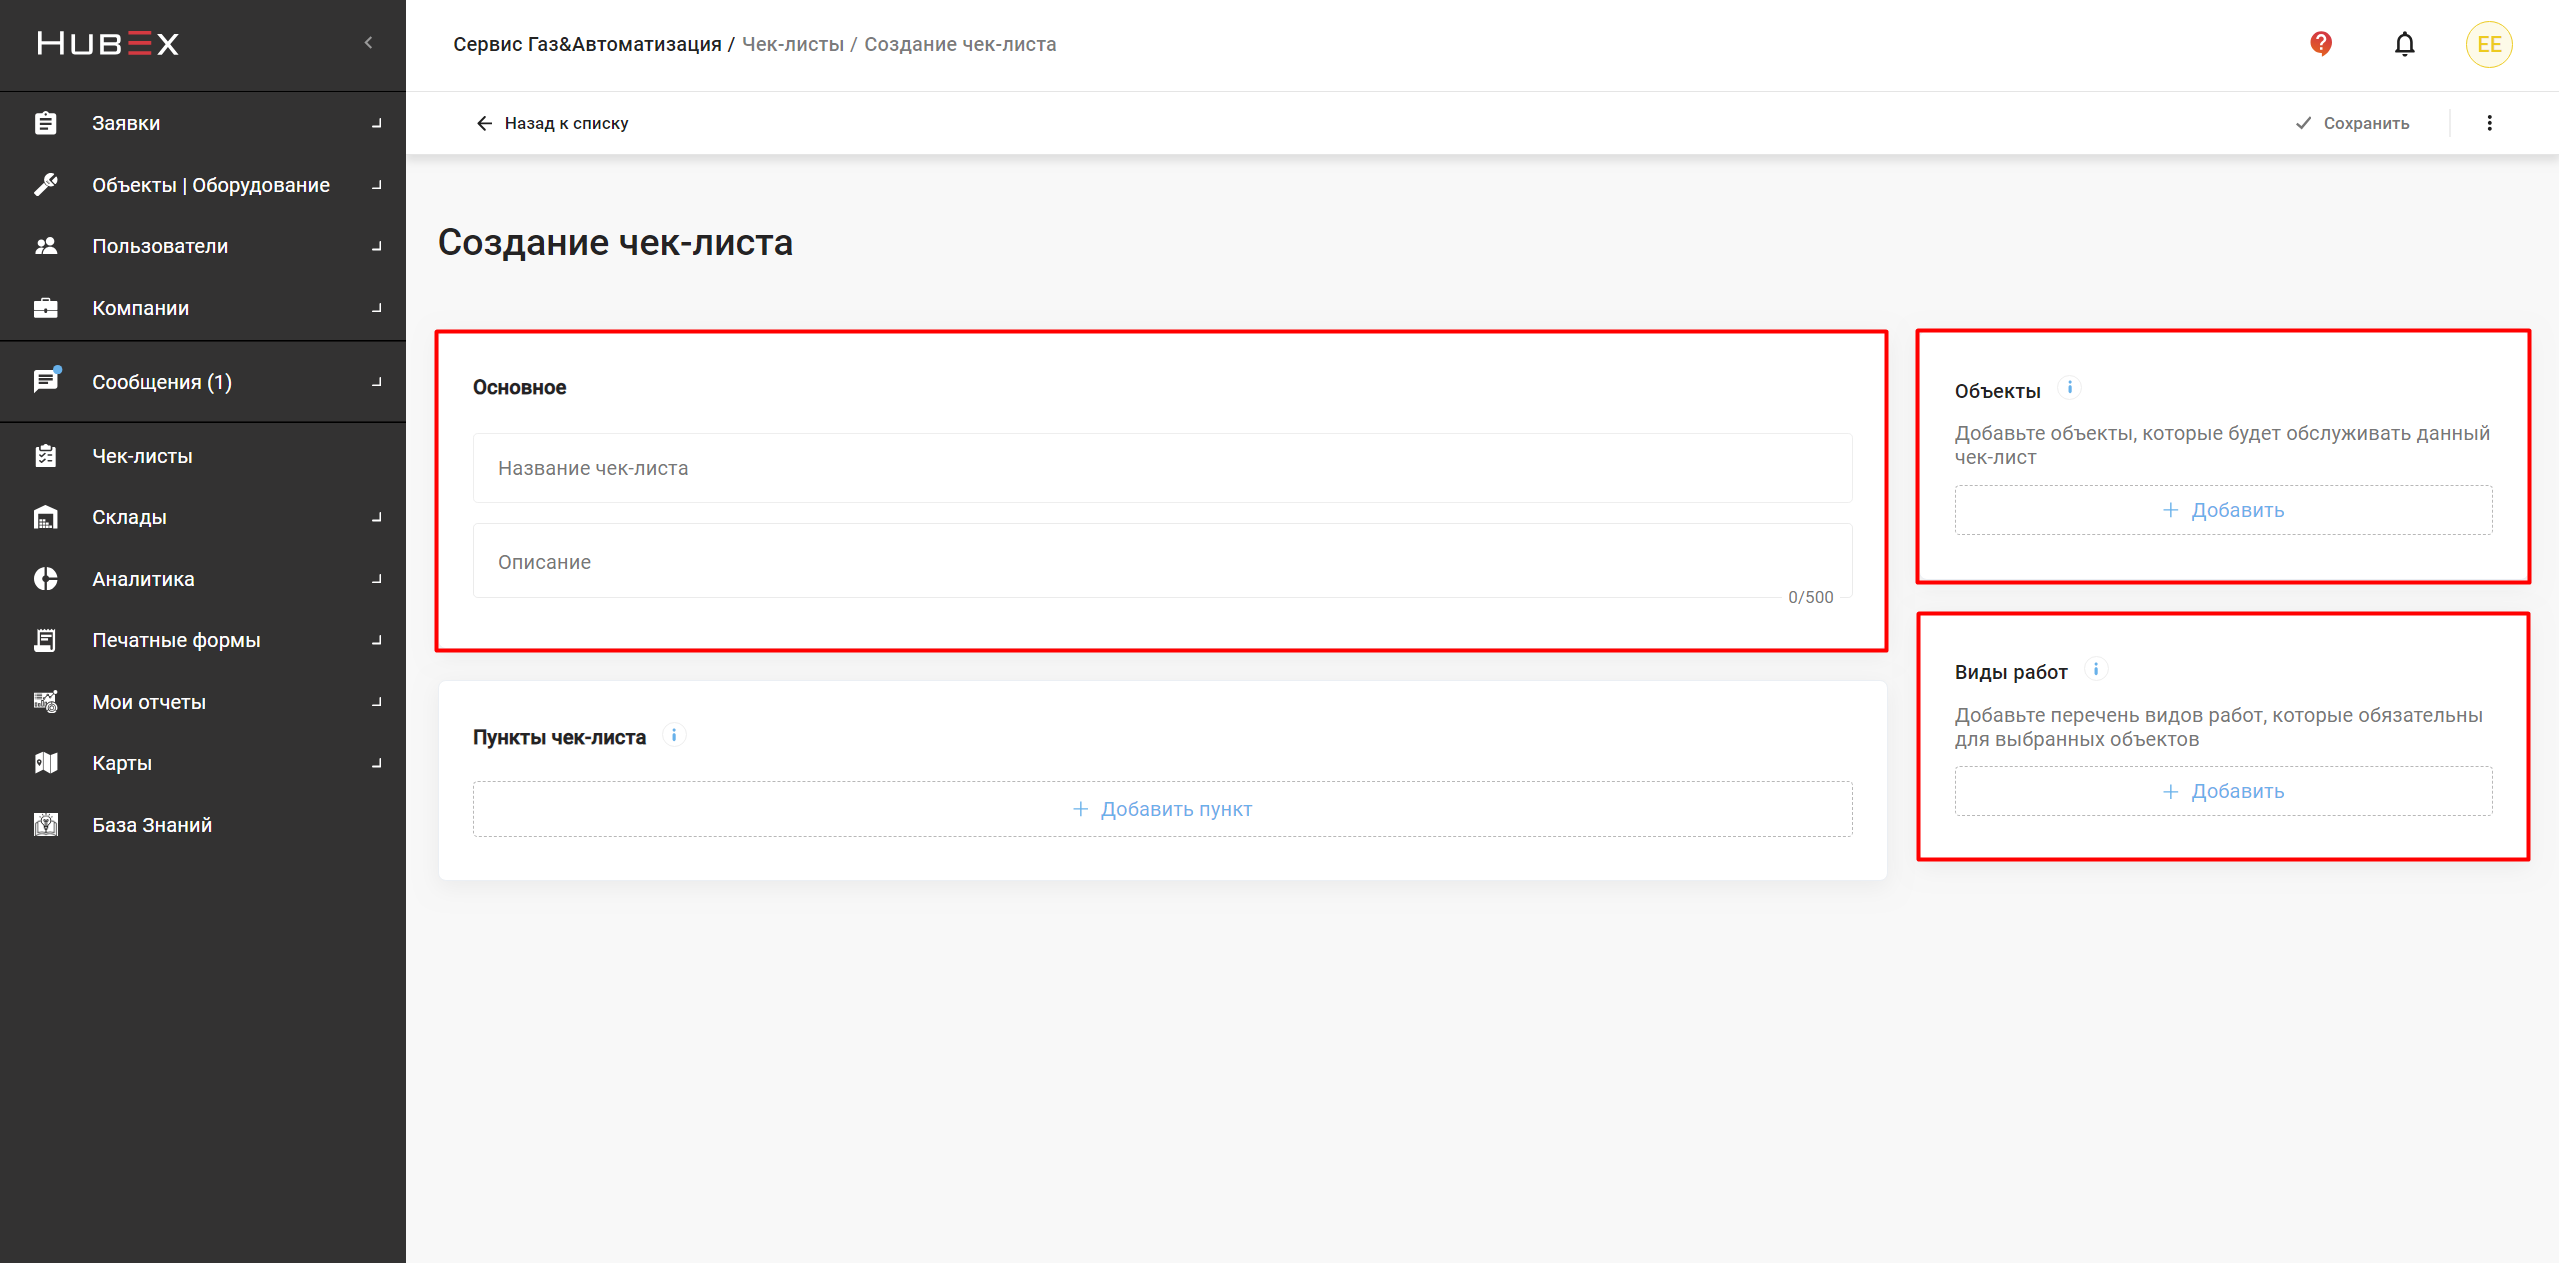 HUBEX
Заявки
Объекты | Оборудование
Пользователи
Компании
Сообщения (1)
Чек-листы
Склады
Аналитика
Печатные формы
Мои отчеты
Карты
База Знаний
Сервис Газ&Автоматизация / Чек-листы / Создание чек-листа
EE
Назад к списку
Сохранить
Создание чек-листа
Основное
Название чек-листа
Описание
0/500
Пункты чек-листа
Добавить пункт
Объекты
Добавьте объекты, которые будет обслуживать данный
чек-лист
Добавить
Виды работ
Добавьте перечень видов работ, которые обязательны
для выбранных объектов
Добавить